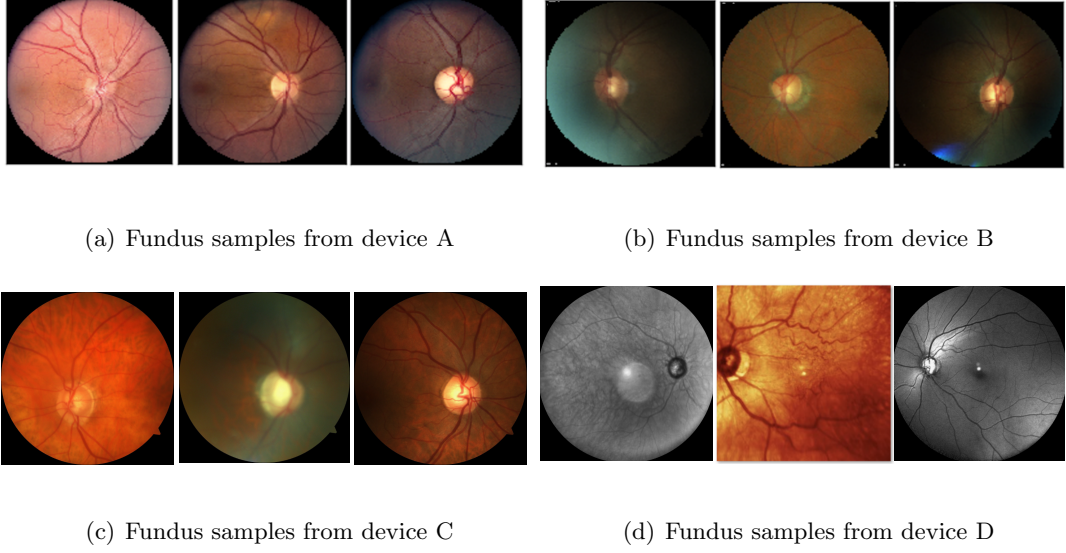 (a) Fundus samples from device A
(b) Fundus samples from device B
(c) Fundus samples from device C
(d) Fundus samples from device D